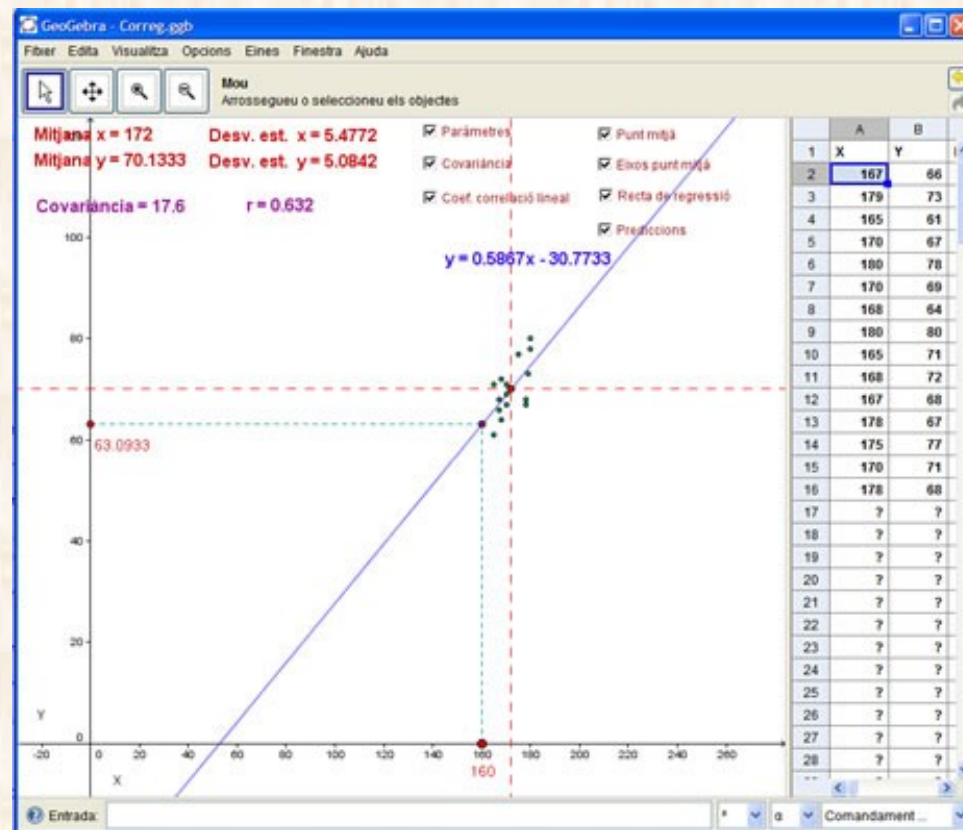 GeoGebra - Correg.ggb
Fitxer Edita Visualitza Opcions Eines Finestra Ajuda
Mou
Arrossegueu o seleccioneu els objectes
Mitjana x = 172 Desv. est. x = 5.4772
Mitjana y = 70.1333 Desv. est. y = 5.0842
Covariància = 17.6 r = 0.632
Paràmetres
Covariància
Coef. correlació lineal
Punt mitjà
Eixos punt mitjà
Recta de regressió
Prediccions
y = 0.5867x - 30.7733
100
80
60
63.0933
40
20
Y
0
-20 0 20 40 60 80 100 120 140 160 180 200 220 240 260
X
160
A B
1 X Y
2 167 66
3 179 73
4 165 61
5 170 67
6 180 78
7 170 69
8 168 64
9 180 80
10 165 71
11 168 72
12 167 68
13 178 67
14 175 77
15 170 71
16 178 68
17 ? ?
18 ? ?
19 ? ?
20 ? ?
21 ? ?
22 ? ?
23 ? ?
24 ? ?
25 ? ?
26 ? ?
27 ? ?
28 ? ?
Entrada: α Comandament ...